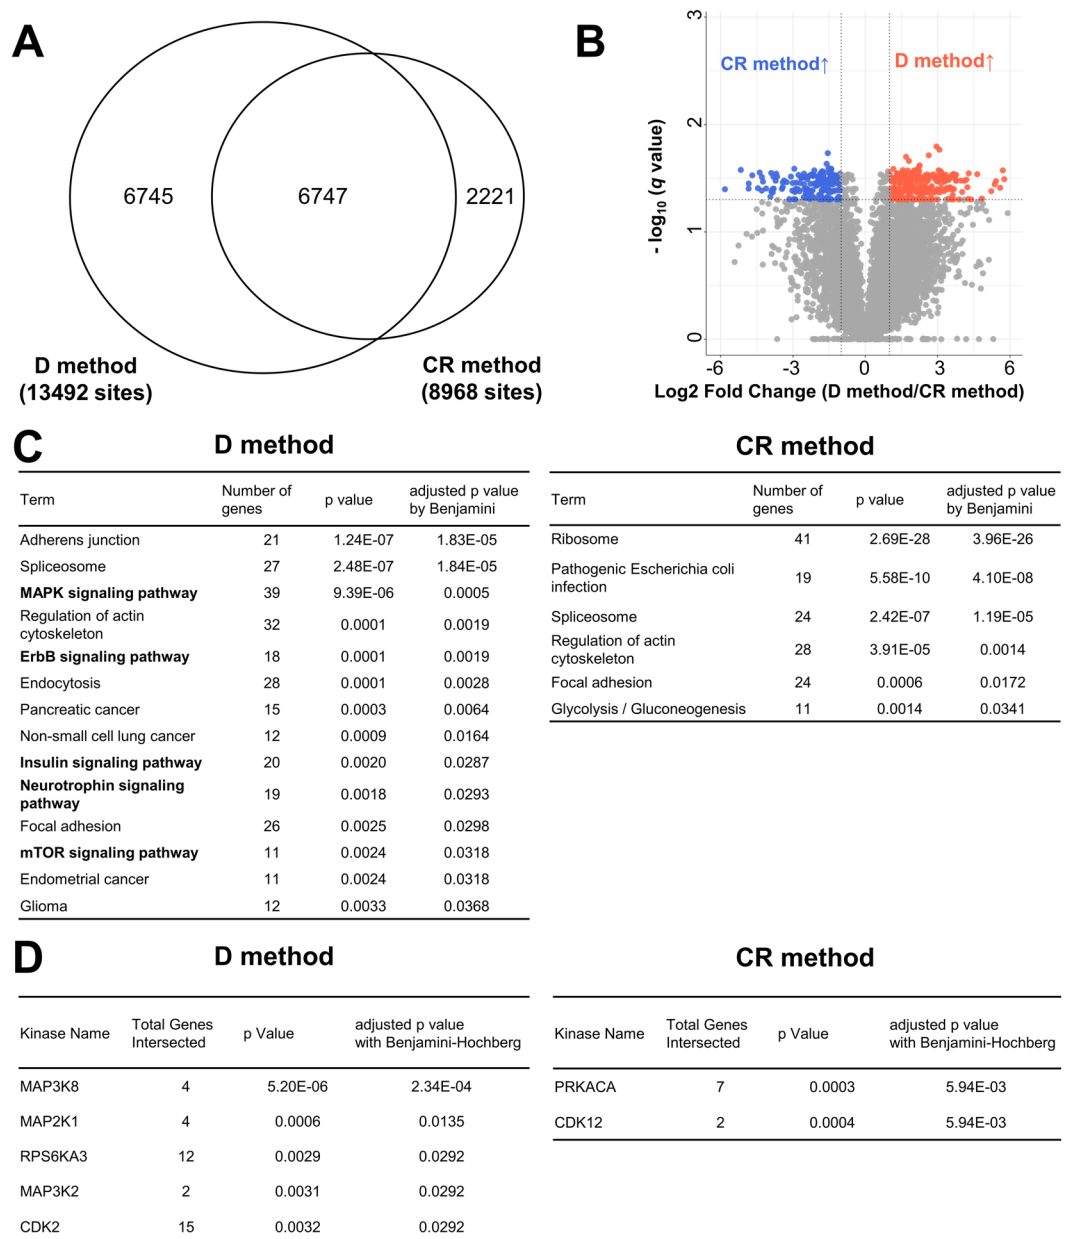 A
6745
6747
2221
D method
(13492 sites)
CR method
(8968 sites)
B
CR method↑
D method↑
3
2
1
0
- log10 (q value)
-6 -3 0 3 6
Log2 Fold Change (D method/CR method)
C
D method
Term Number of genes p value adjusted p value by Benjamini
Adherens junction 21 1.24E-07 1.83E-05
Spliceosome 27 2.48E-07 1.84E-05
MAPK signaling pathway 39 9.39E-06 0.0005
Regulation of actin
cytoskeleton 32 0.0001 0.0019
ErbB signaling pathway 18 0.0001 0.0019
Endocytosis 28 0.0001 0.0028
Pancreatic cancer 15 0.0003 0.0064
Non-small cell lung cancer 12 0.0009 0.0164
Insulin signaling pathway 20 0.0020 0.0287
Neurotrophin signaling
pathway 19 0.0018 0.0293
Focal adhesion 26 0.0025 0.0298
mTOR signaling pathway 11 0.0024 0.0318
Endometrial cancer 11 0.0024 0.0318
Glioma 12 0.0033 0.0368
CR method
Term Number of genes p value adjusted p value by Benjamini
Ribosome 41 2.69E-28 3.96E-26
Pathogenic Escherichia coli
infection 19 5.58E-10 4.10E-08
Spliceosome 24 2.42E-07 1.19E-05
Regulation of actin
cytoskeleton 28 3.91E-05 0.0014
Focal adhesion 24 0.0006 0.0172
Glycolysis / Gluconeogenesis 11 0.0014 0.0341
D
D method
Kinase Name Total Genes Intersected p Value adjusted p value with Benjamini-Hochberg
MAP3K8 4 5.20E-06 2.34E-04
MAP2K1 4 0.0006 0.0135
RPS6KA3 12 0.0029 0.0292
MAP3K2 2 0.0031 0.0292
CDK2 15 0.0032 0.0292
CR method
Kinase Name Total Genes Intersected p Value adjusted p value with Benjamini-Hochberg
PRKACA 7 0.0003 5.94E-03
CDK12 2 0.0004 5.94E-03